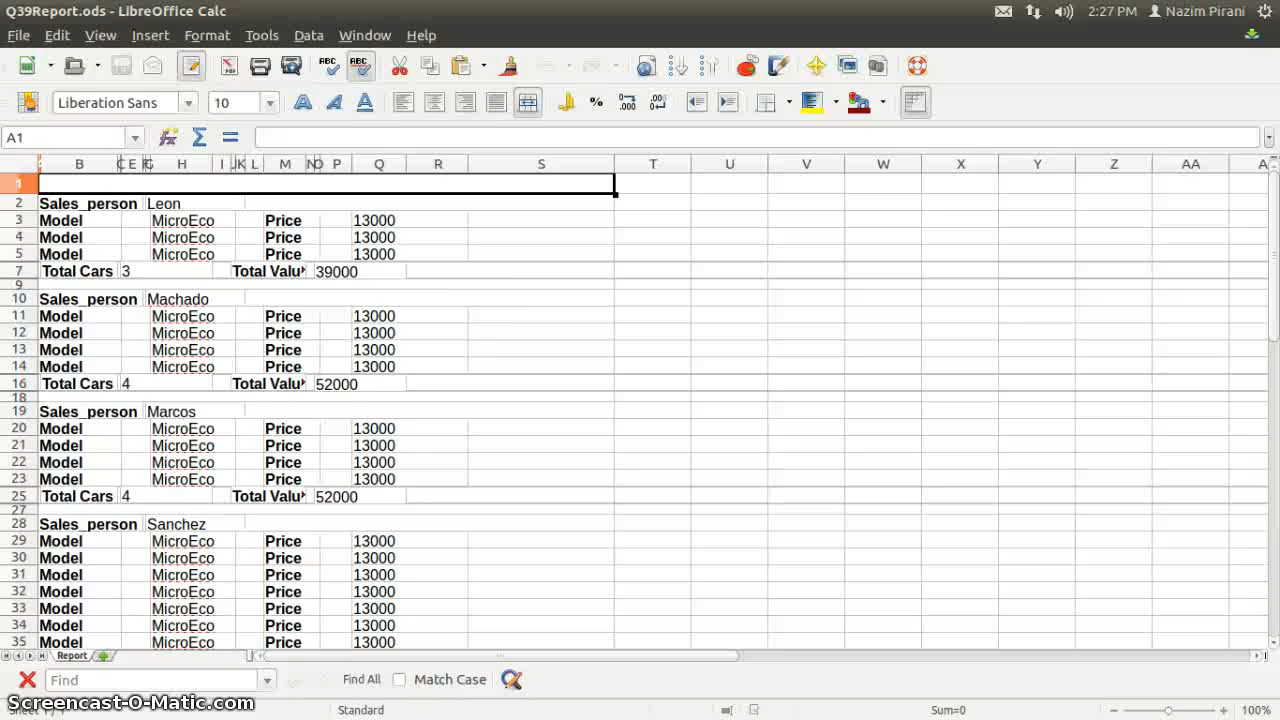 Q39Report.ods - LibreOffice Calc 2:27 PM Nazim Pirani
File Edit View Insert Format Tools Data Window Help
Liberation Sans 10
A1
B C E F G H I J K L M N O P Q R S T U V W X Y Z AA
1
2 Sales_person Leon
3 Model MicroEco Price 13000
4 Model MicroEco Price 13000
5 Model MicroEco Price 13000
7 Total Cars 3 Total Valu 39000
9
10 Sales_person Machado
11 Model MicroEco Price 13000
12 Model MicroEco Price 13000
13 Model MicroEco Price 13000
14 Model MicroEco Price 13000
16 Total Cars 4 Total Valu 52000
18
19 Sales_person Marcos
20 Model MicroEco Price 13000
21 Model MicroEco Price 13000
22 Model MicroEco Price 13000
23 Model MicroEco Price 13000
25 Total Cars 4 Total Valu 52000
27
28 Sales_person Sanchez
29 Model MicroEco Price 13000
30 Model MicroEco Price 13000
31 Model MicroEco Price 13000
32 Model MicroEco Price 13000
33 Model MicroEco Price 13000
34 Model MicroEco Price 13000
35 Model MicroEco Price 13000
Report
Find Find All Match Case
Screencast-O-Matic.com
Standard Sum=0 100%